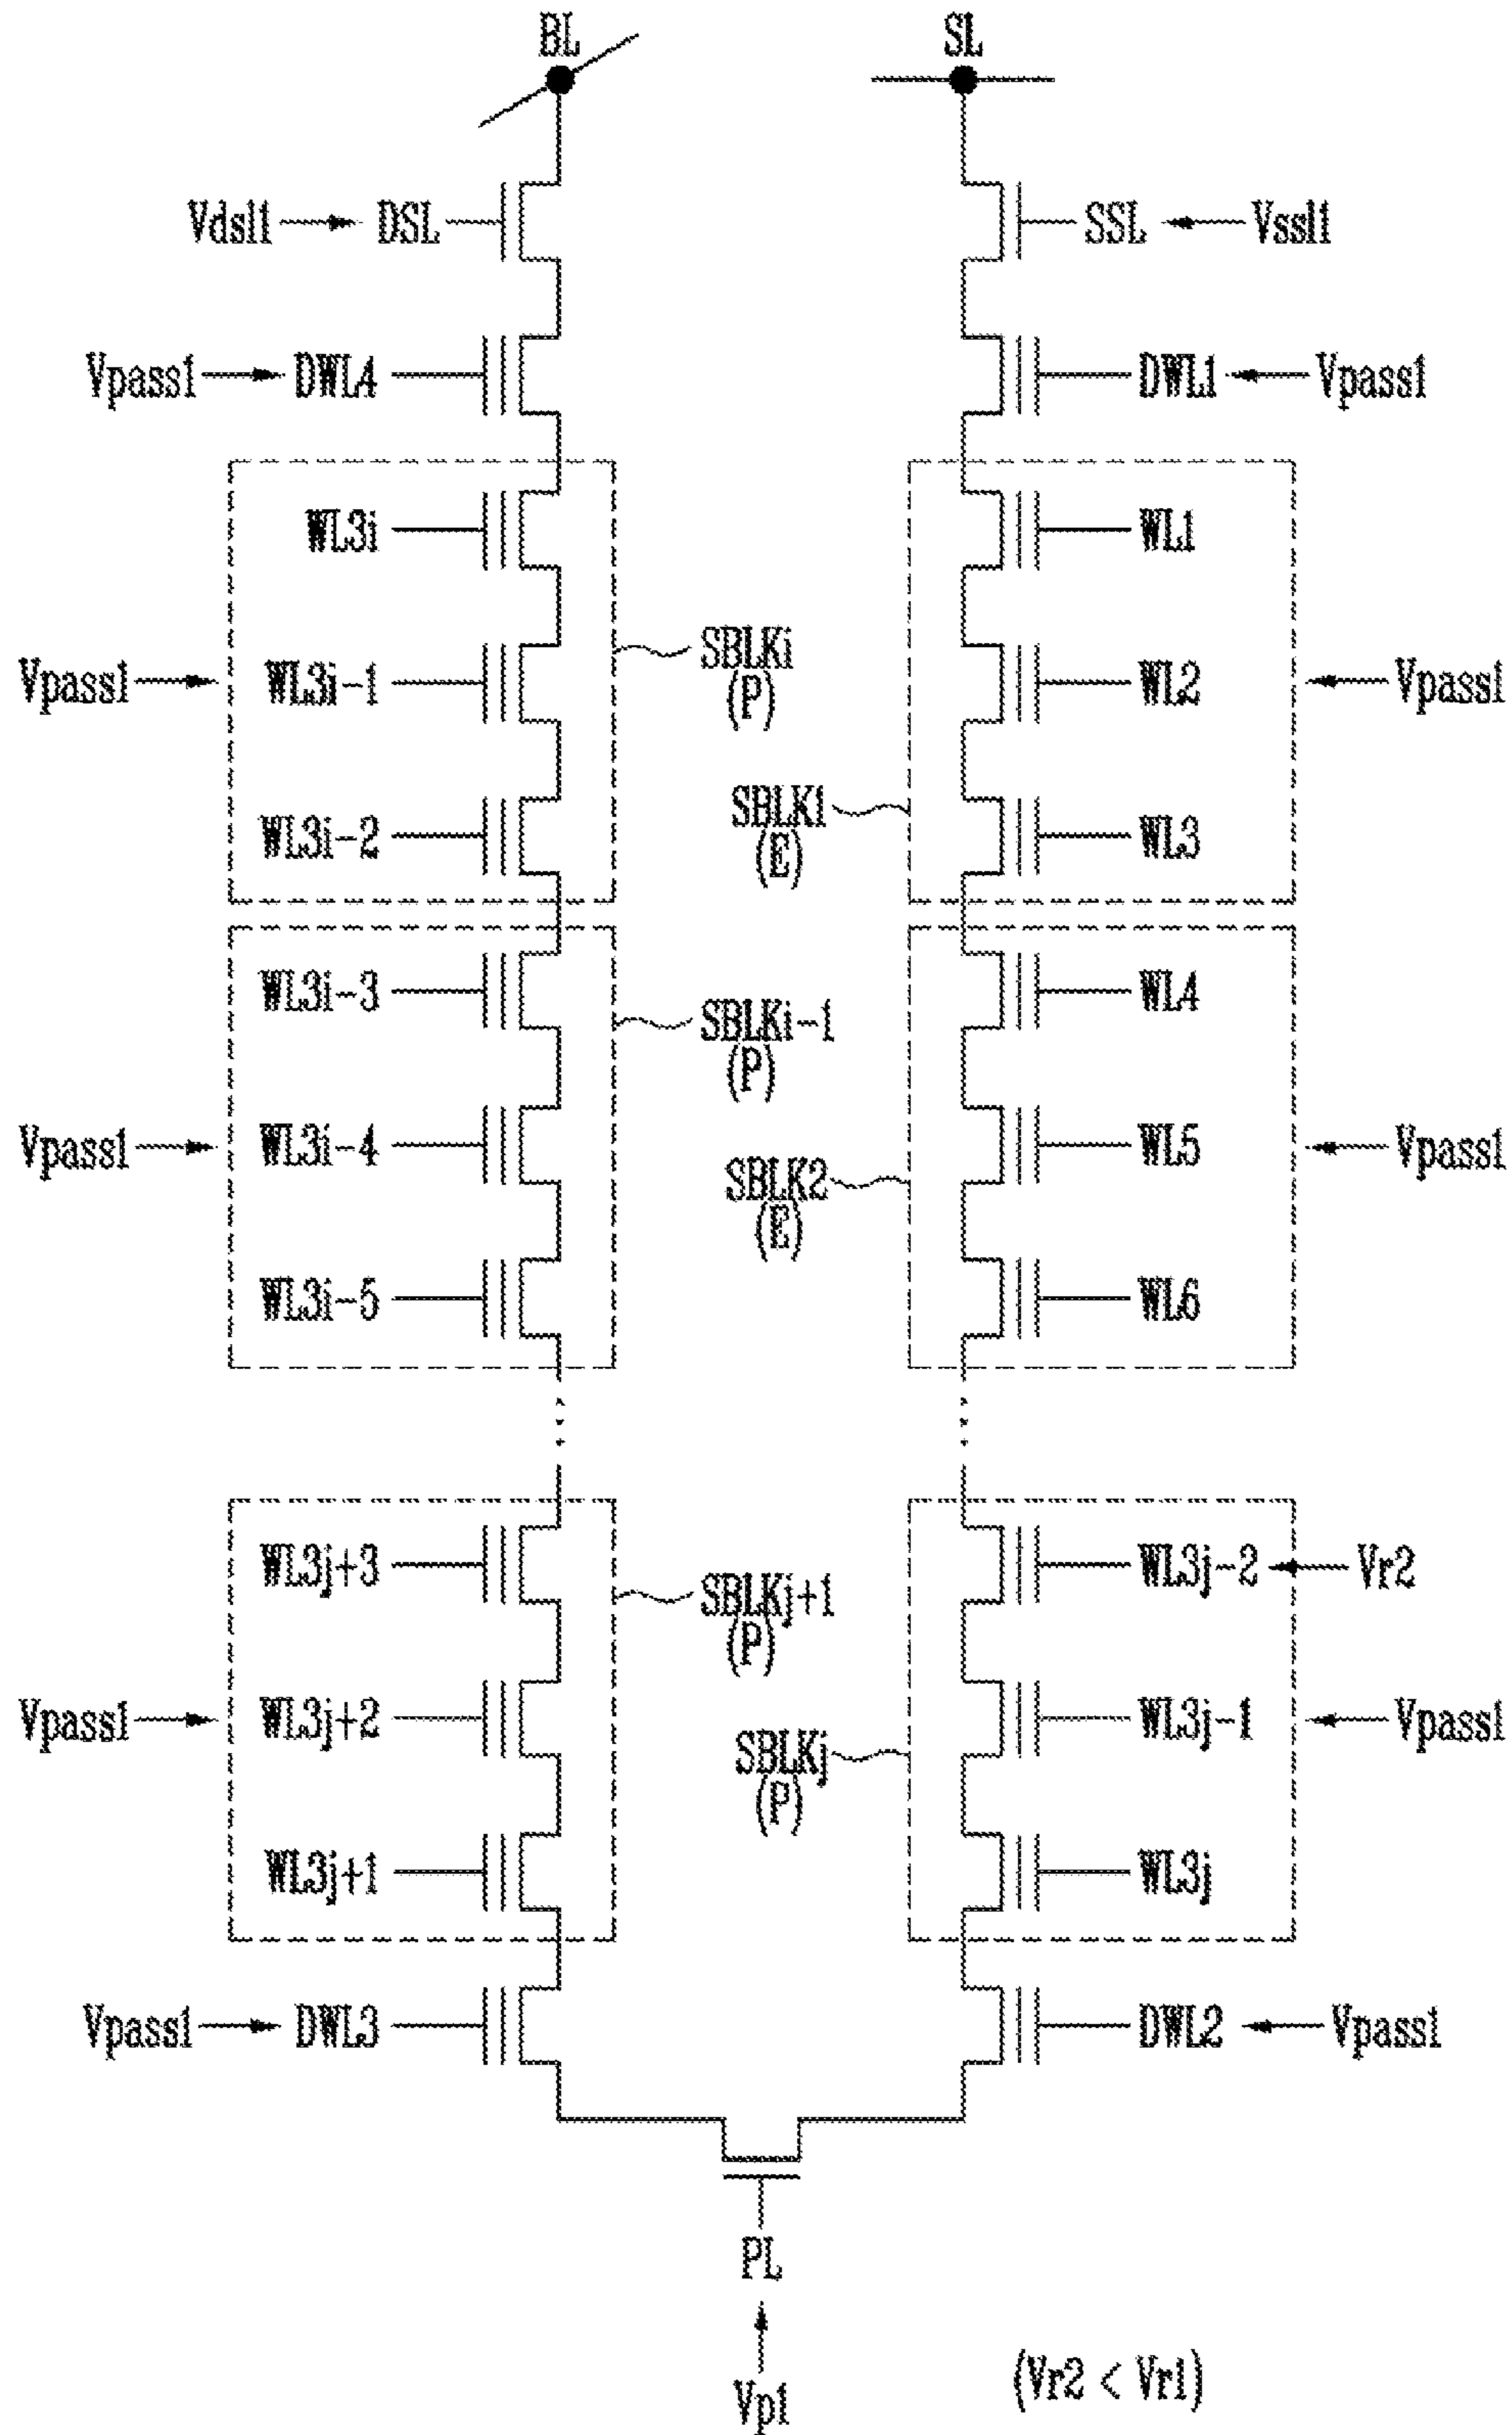 BL SL
Vdsl1 DSL SSL Vssl1
Vpass1 DWL4 DWL1 Vpass1
WL3i WL1
SBLKi
(P)
Vpass1 WL3i-1 WL2 Vpass1
SBLK1
(E)
WL3i-2 WL3
WL3i-3 WL4
SBLKi-1
(P)
Vpass1 WL3i-4 WL5 Vpass1
SBLK2
(E)
WL3i-5 WL6
WL3j+3 WL3j-2 Vr2
SBLKj+1
(P)
Vpass1 WL3j+2 WL3j-1 Vpass1
SBLKj
(P)
WL3j+1 WL3j
Vpass1 DWL3 DWL2 Vpass1
PL
Vp1
(Vr2 < Vr1)